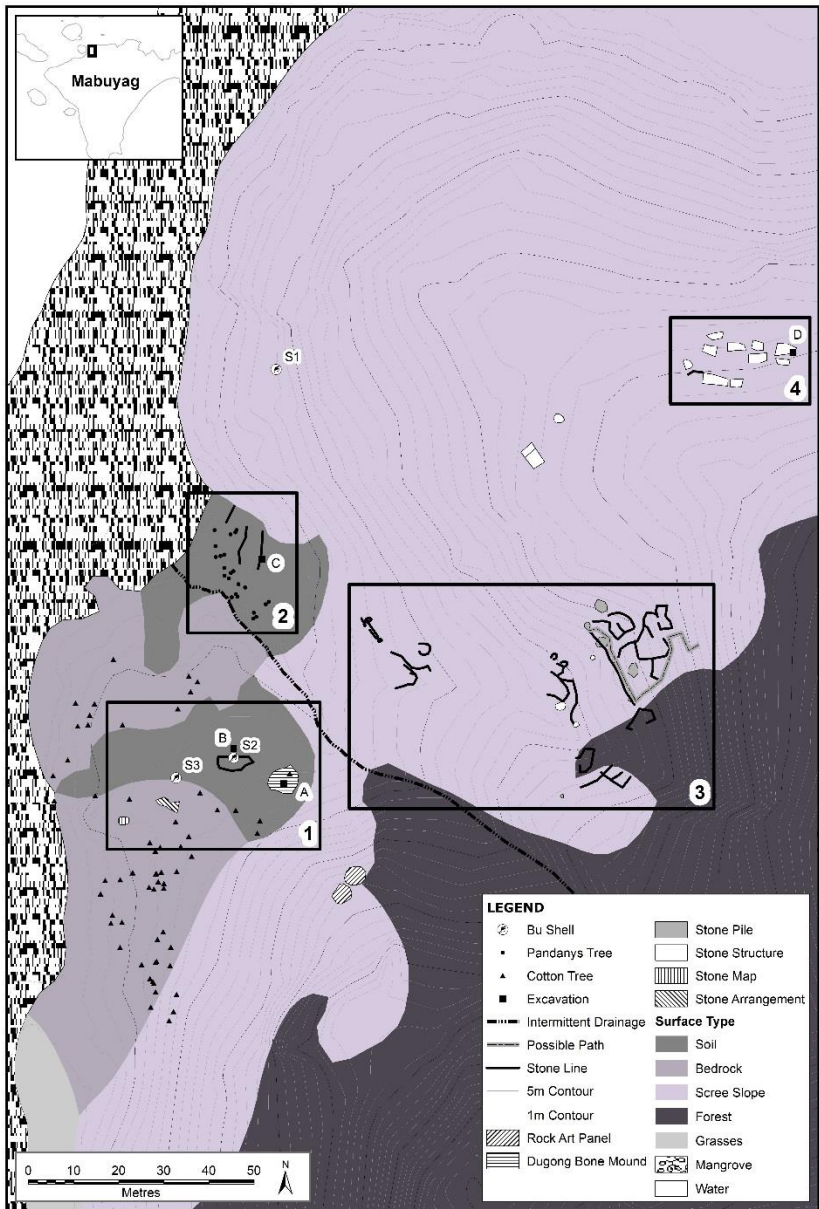 Mabuyag
S1
D
4
C
2
B
S2
S3
A
1
3
LEGEND
Bu Shell
Pandanys Tree
Cotton Tree
Excavation
Intermittent Drainage
Possible Path
Stone Line
5m Contour
1m Contour
Rock Art Panel
Dugong Bone Mound
Stone Pile
Stone Structure
Stone Map
Stone Arrangement
Surface Type
Soil
Bedrock
Scree Slope
Forest
Grasses
Mangrove
Water
0 10 20 30 40 50
Metres
N